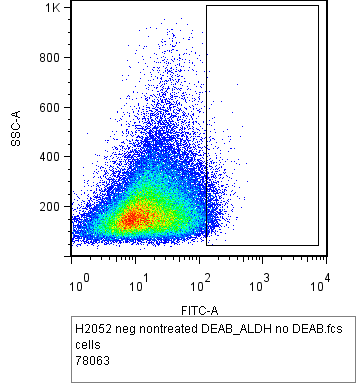 1K
800
600
400
200
SSC-A
10^0 10^1 10^2 10^3 10^4
FITC-A
H2052 neg nontreated DEAB_ALDH no DEAB.fcs
cells
78063